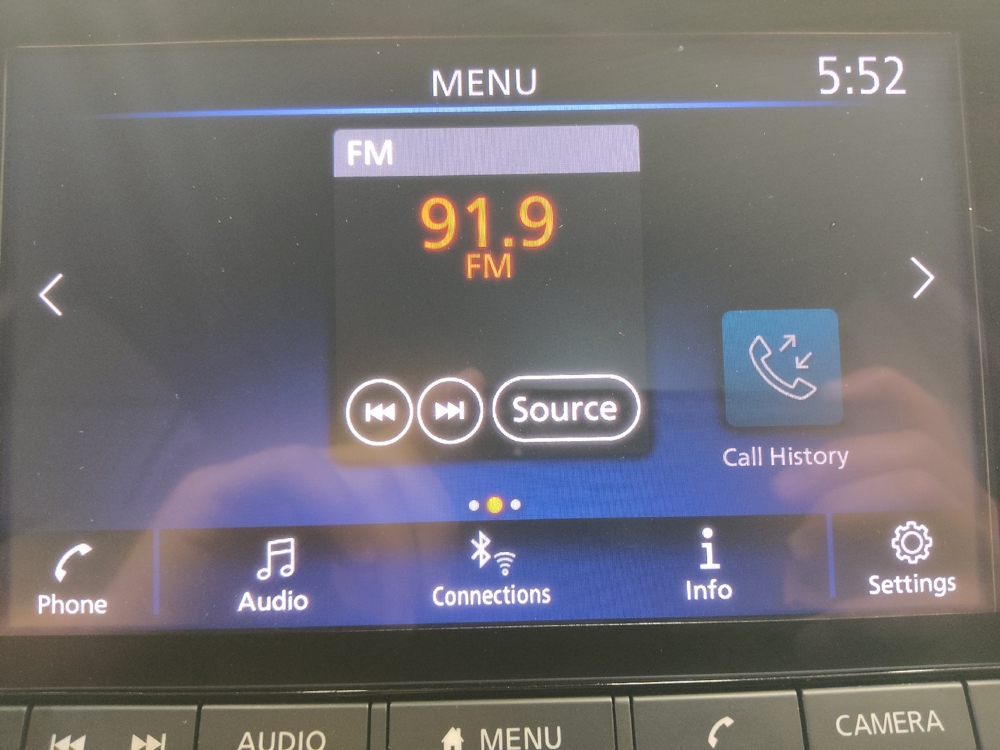 MENU
5:52
FM
91.9
FM
Source
Call History
Phone
Audio
Connections
Info
Settings
AUDIO
MENU
CAMERA